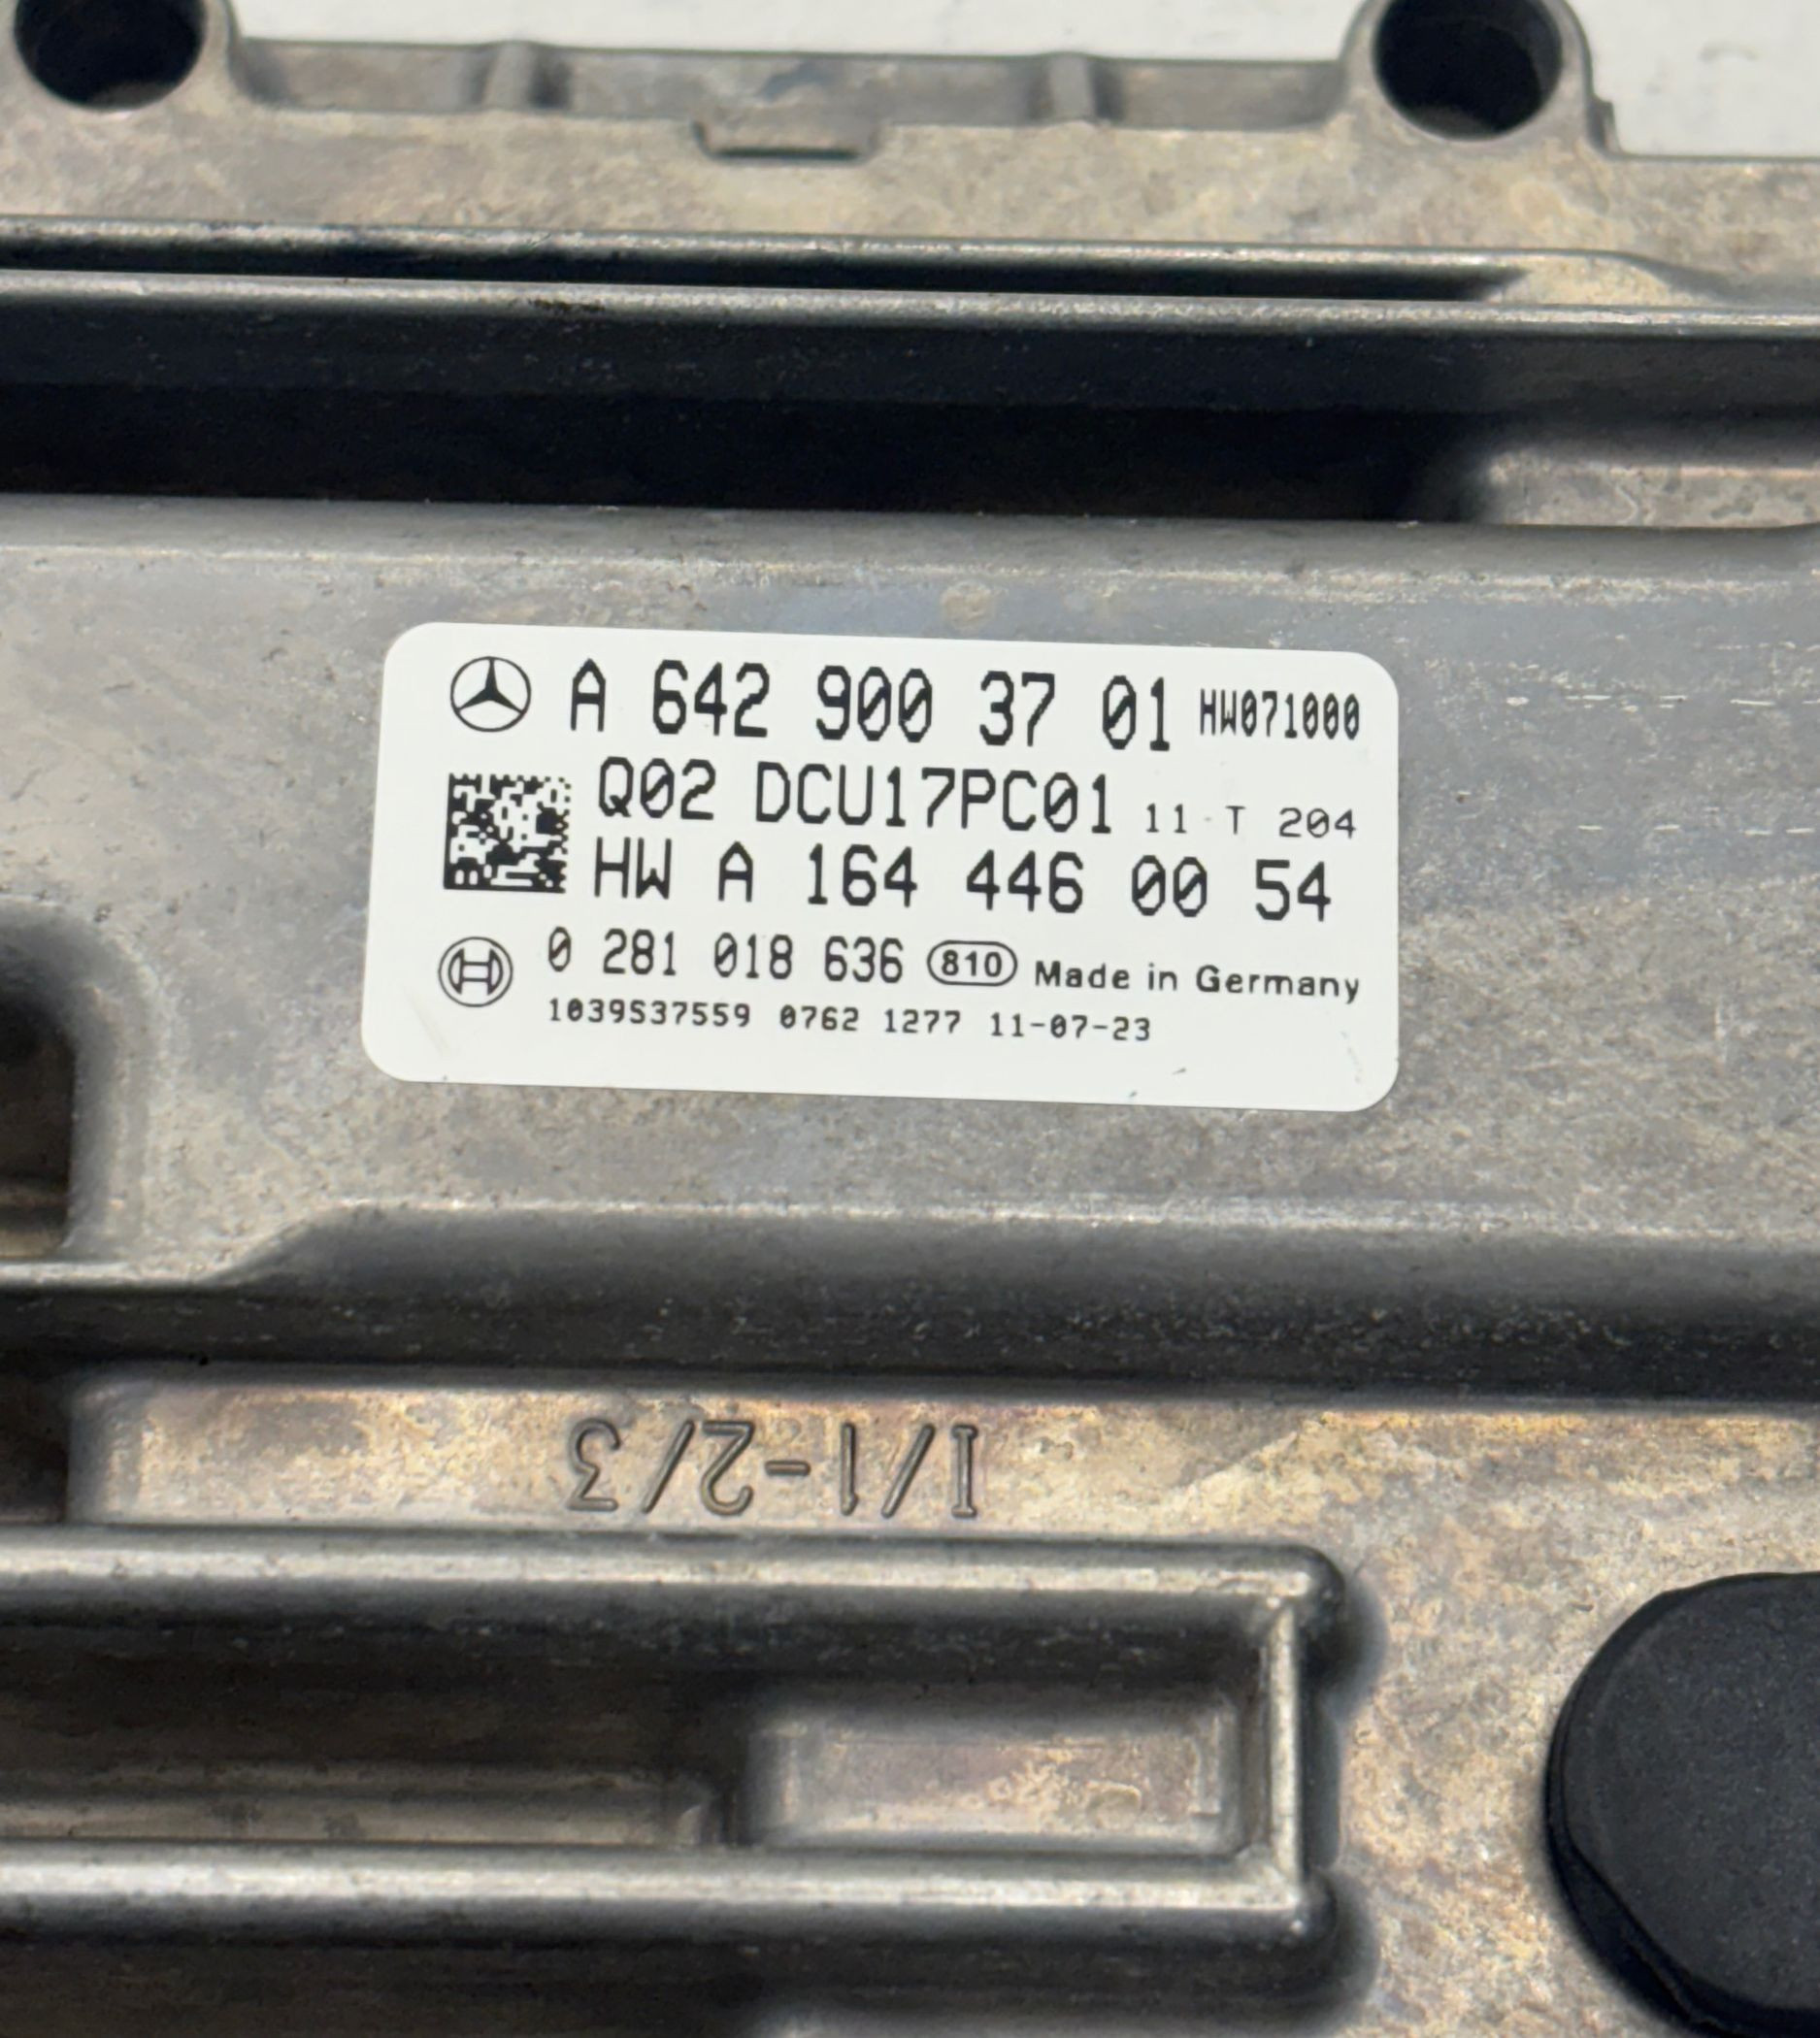 A 642 900 37 01 HW071000
Q02 DCU17PC01 11 T 204
HW A 164 446 00 54
0 281 018 636 810 Made in Germany
1039S37559 0762 1277 11-07-23
I/1-2/3